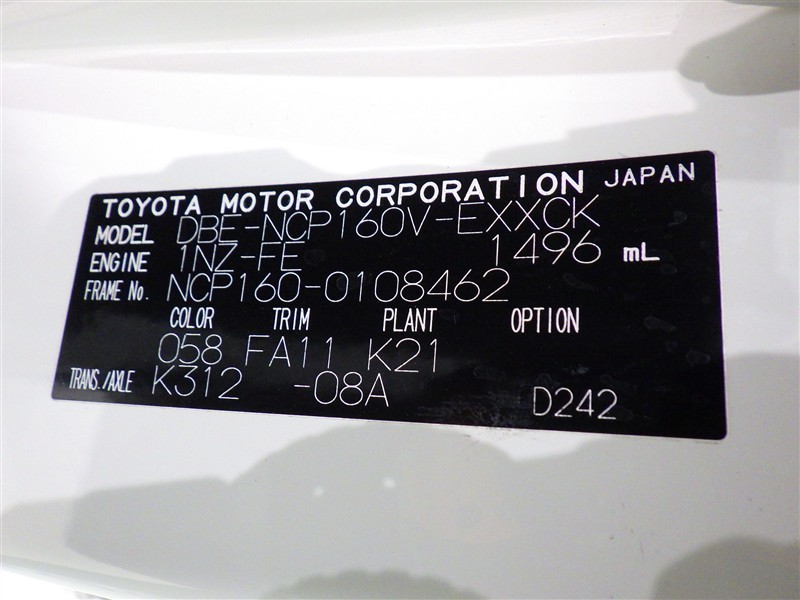 TOYOTA MOTOR CORPORATION JAPAN
MODEL DBE-NCP160V-EXXCK
ENGINE 1NZ-FE 1496 mL
FRAME No. NCP160-0108462
COLOR TRIM PLANT OPTION
058 FA11 K21
TRANS./AXLE K312 -08A D242